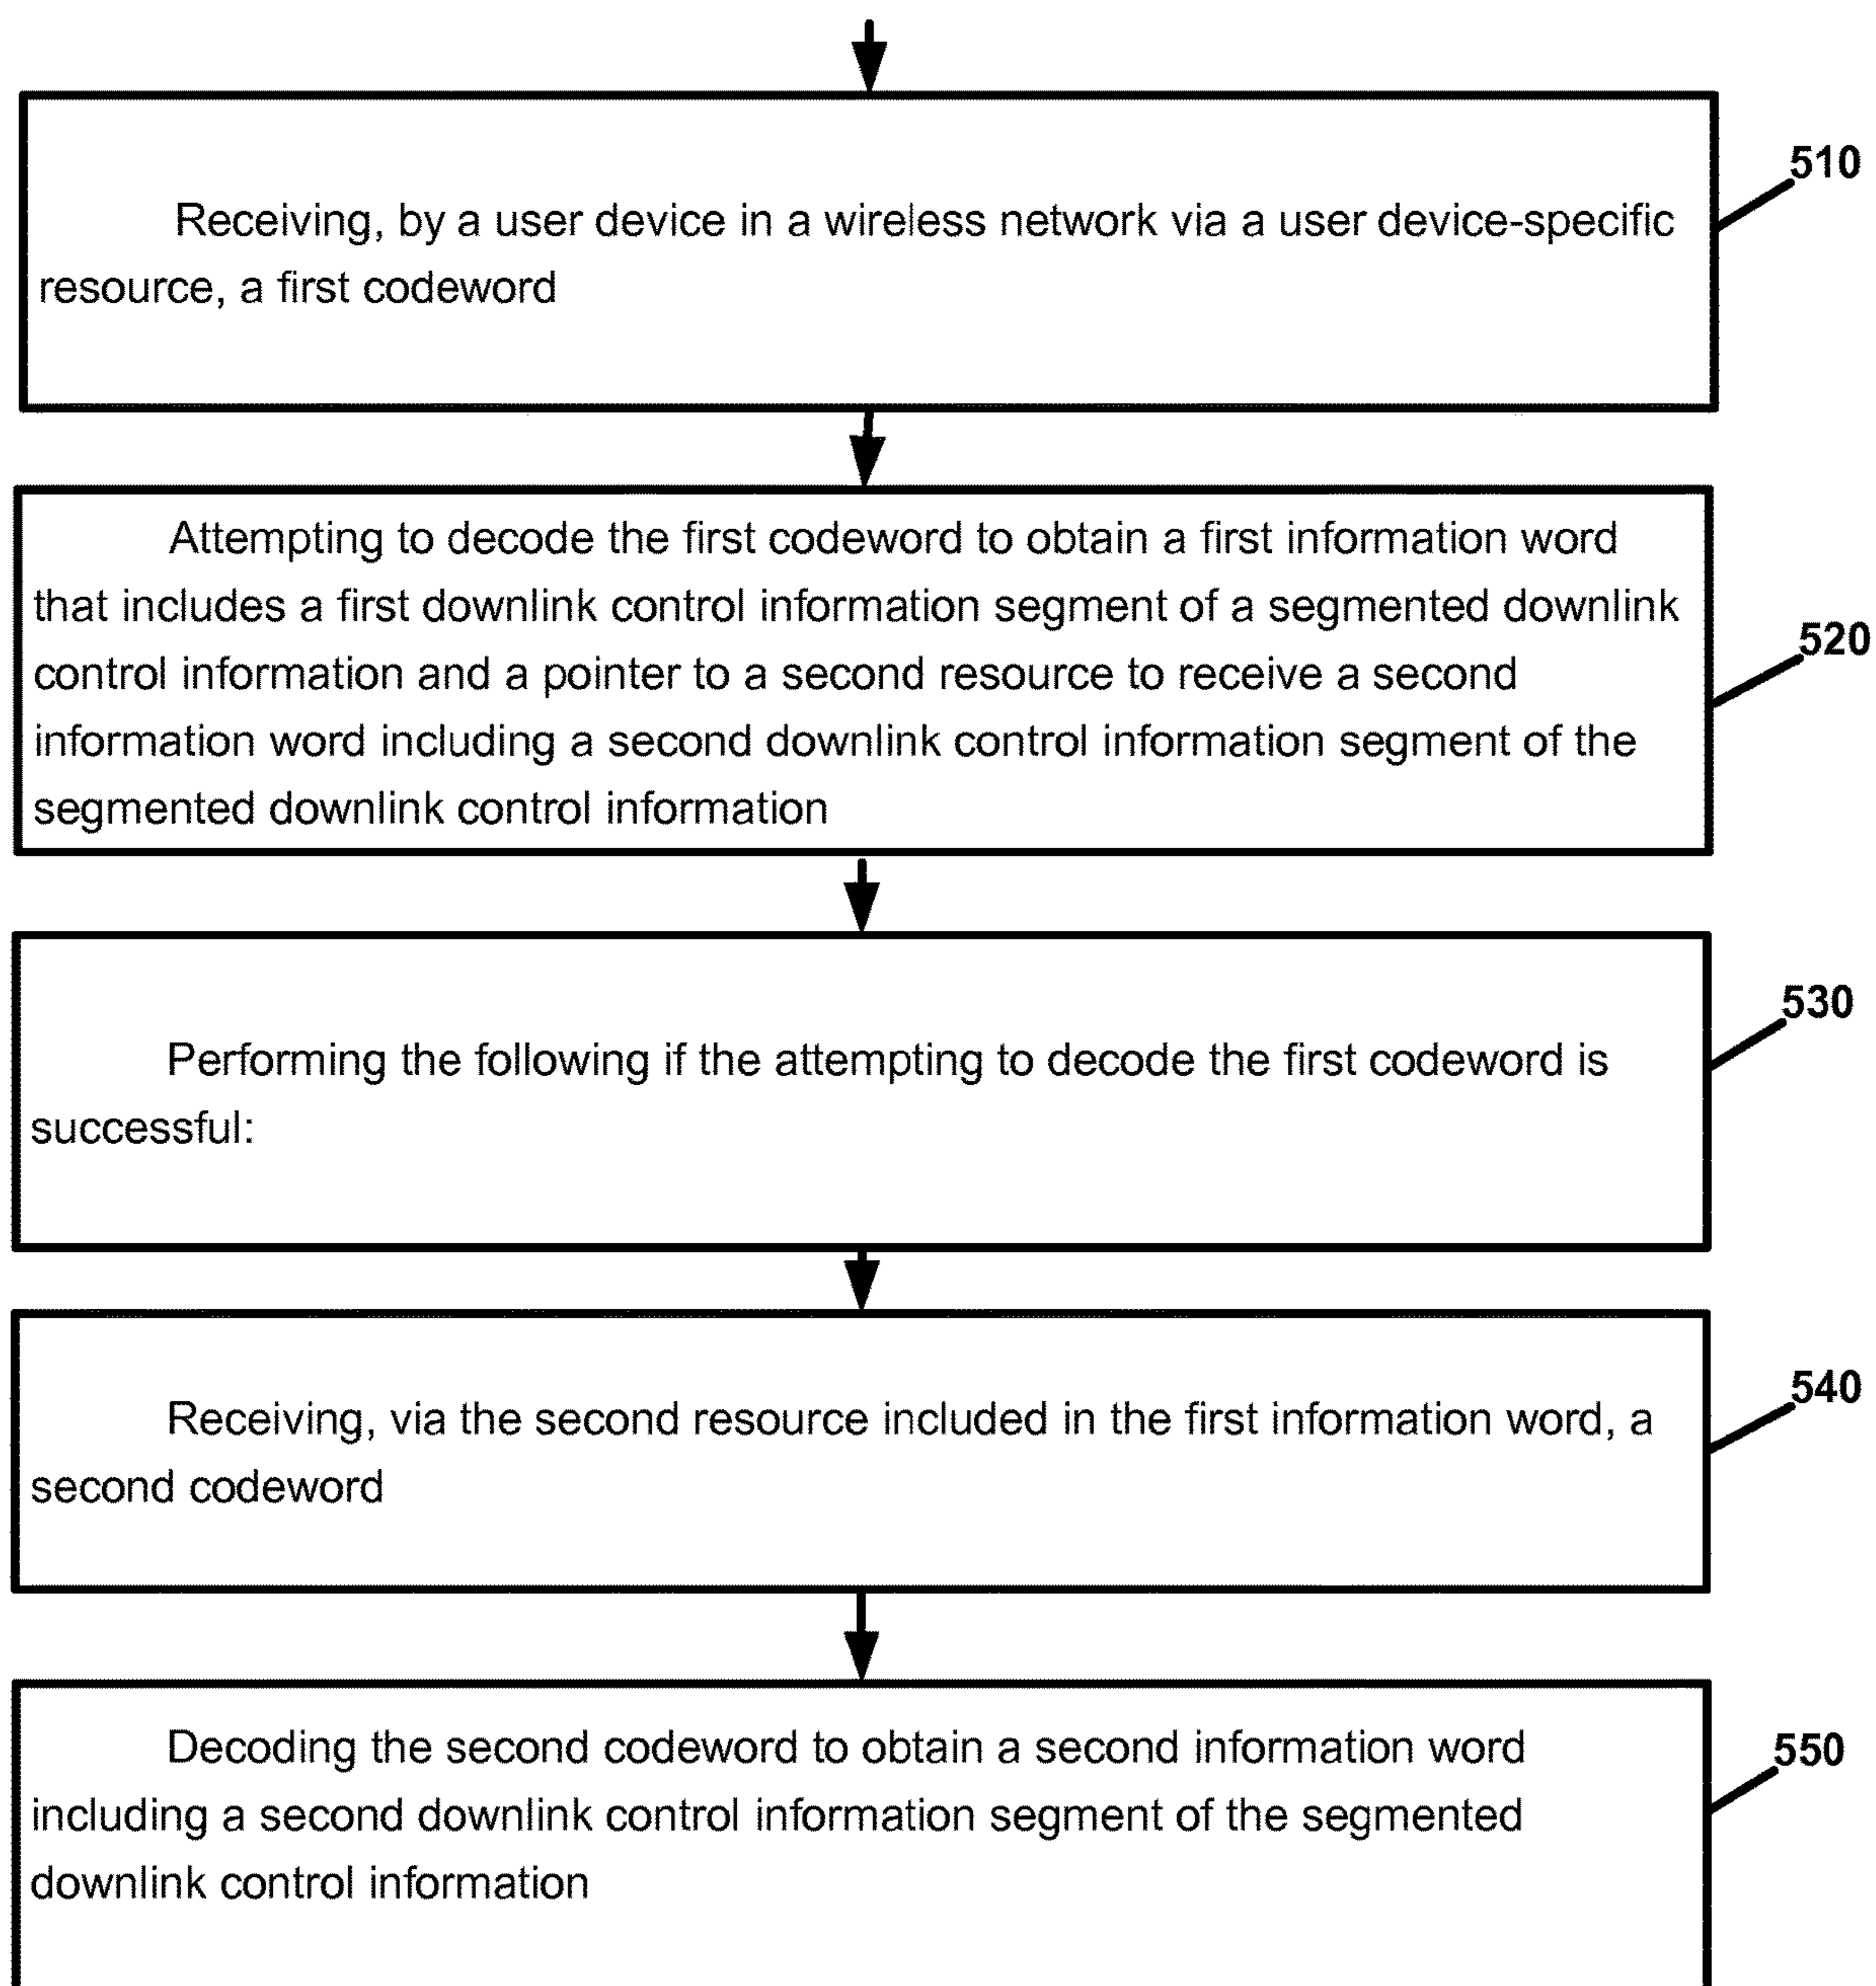 Receiving, by a user device in a wireless network via a user device-specific
resource, a first codeword
510
Attempting to decode the first codeword to obtain a first information word
that includes a first downlink control information segment of a segmented downlink
control information and a pointer to a second resource to receive a second
information word including a second downlink control information segment of the
segmented downlink control information
520
Performing the following if the attempting to decode the first codeword is
successful:
530
Receiving, via the second resource included in the first information word, a
second codeword
540
Decoding the second codeword to obtain a second information word
including a second downlink control information segment of the segmented
downlink control information
550